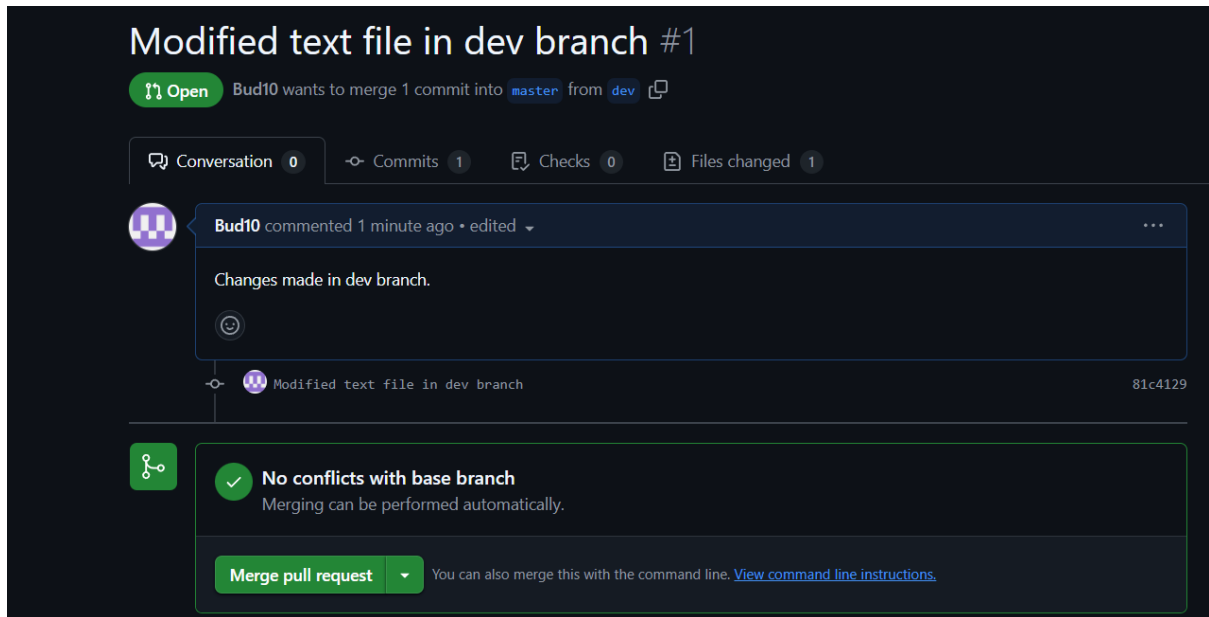 Modified text file in dev branch #1
Open Bud10 wants to merge 1 commit into master from dev
Conversation 0 Commits 1 Checks 0 Files changed 1
Bud10 commented 1 minute ago • edited
Changes made in dev branch.
Modified text file in dev branch 81c4129
No conflicts with base branch
Merging can be performed automatically.
Merge pull request You can also merge this with the command line. View command line instructions.